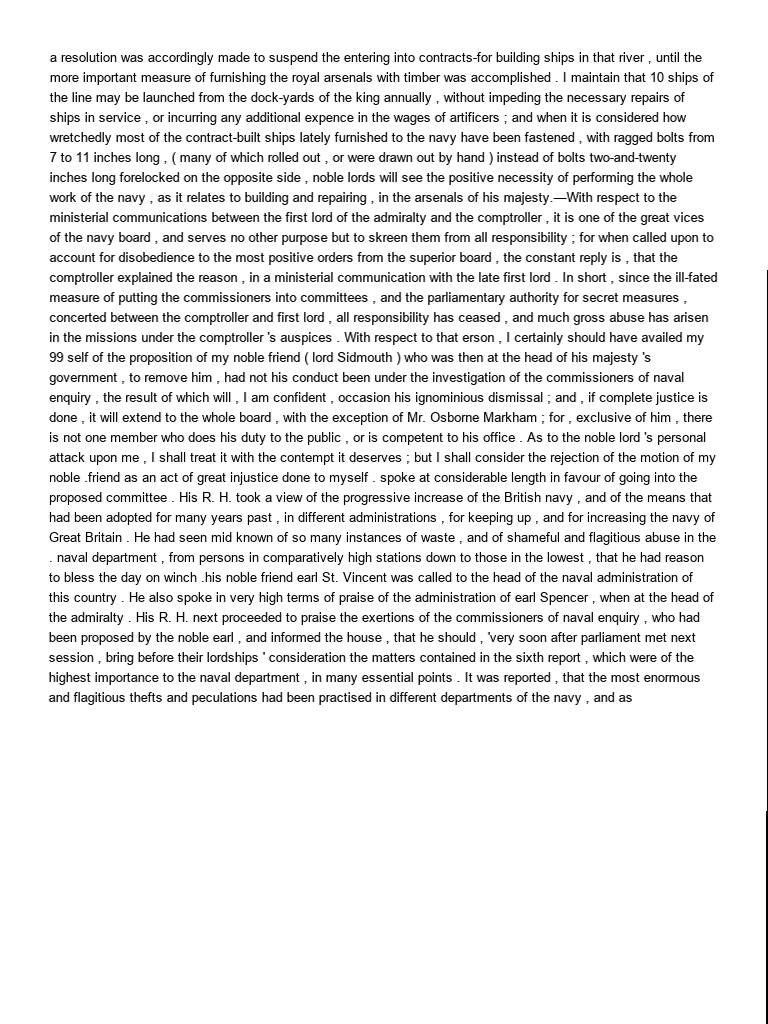 a resolution was accordingly made to suspend the entering into contracts-for building ships in that river , until the
more important measure of furnishing the royal arsenals with timber was accomplished . I maintain that 10 ships of
the line may be launched from the dock-yards of the king annually , without impeding the necessary repairs of
ships in service , or incurring any additional expence in the wages of artificers ; and when it is considered how
wretchedly most of the contract-built ships lately furnished to the navy have been fastened , with ragged bolts from
7 to 11 inches long , ( many of which rolled out , or were drawn out by hand ) instead of bolts two-and-twenty
inches long forelocked on the opposite side , noble lords will see the positive necessity of performing the whole
work of the navy , as it relates to building and repairing , in the arsenals of his majesty.—With respect to the
ministerial communications between the first lord of the admiralty and the comptroller , it is one of the great vices
of the navy board , and serves no other purpose but to skreen them from all responsibility ; for when called upon to
account for disobedience to the most positive orders from the superior board , the constant reply is , that the
comptroller explained the reason , in a ministerial communication with the late first lord . In short , since the ill-fated
measure of putting the commissioners into committees , and the parliamentary authority for secret measures ,
concerted between the comptroller and first lord , all responsibility has ceased , and much gross abuse has arisen
in the missions under the comptroller 's auspices . With respect to that erson , I certainly should have availed my
99 self of the proposition of my noble friend ( lord Sidmouth ) who was then at the head of his majesty 's
government , to remove him , had not his conduct been under the investigation of the commissioners of naval
enquiry , the result of which will , I am confident , occasion his ignominious dismissal ; and , if complete justice is
done , it will extend to the whole board , with the exception of Mr. Osborne Markham ; for , exclusive of him , there
is not one member who does his duty to the public , or is competent to his office . As to the noble lord 's personal
attack upon me , I shall treat it with the contempt it deserves ; but I shall consider the rejection of the motion of my
noble .friend as an act of great injustice done to myself . spoke at considerable length in favour of going into the
proposed committee . His R. H. took a view of the progressive increase of the British navy , and of the means that
had been adopted for many years past , in different administrations , for keeping up , and for increasing the navy of
Great Britain . He had seen mid known of so many instances of waste , and of shameful and flagitious abuse in the
. naval department , from persons in comparatively high stations down to those in the lowest , that he had reason
to bless the day on winch .his noble friend earl St. Vincent was called to the head of the naval administration of
this country . He also spoke in very high terms of praise of the administration of earl Spencer , when at the head of
the admiralty . His R. H. next proceeded to praise the exertions of the commissioners of naval enquiry , who had
been proposed by the noble earl , and informed the house , that he should , 'very soon after parliament met next
session , bring before their lordships ' consideration the matters contained in the sixth report , which were of the
highest importance to the naval department , in many essential points . It was reported , that the most enormous
and flagitious thefts and peculations had been practised in different departments of the navy , and as